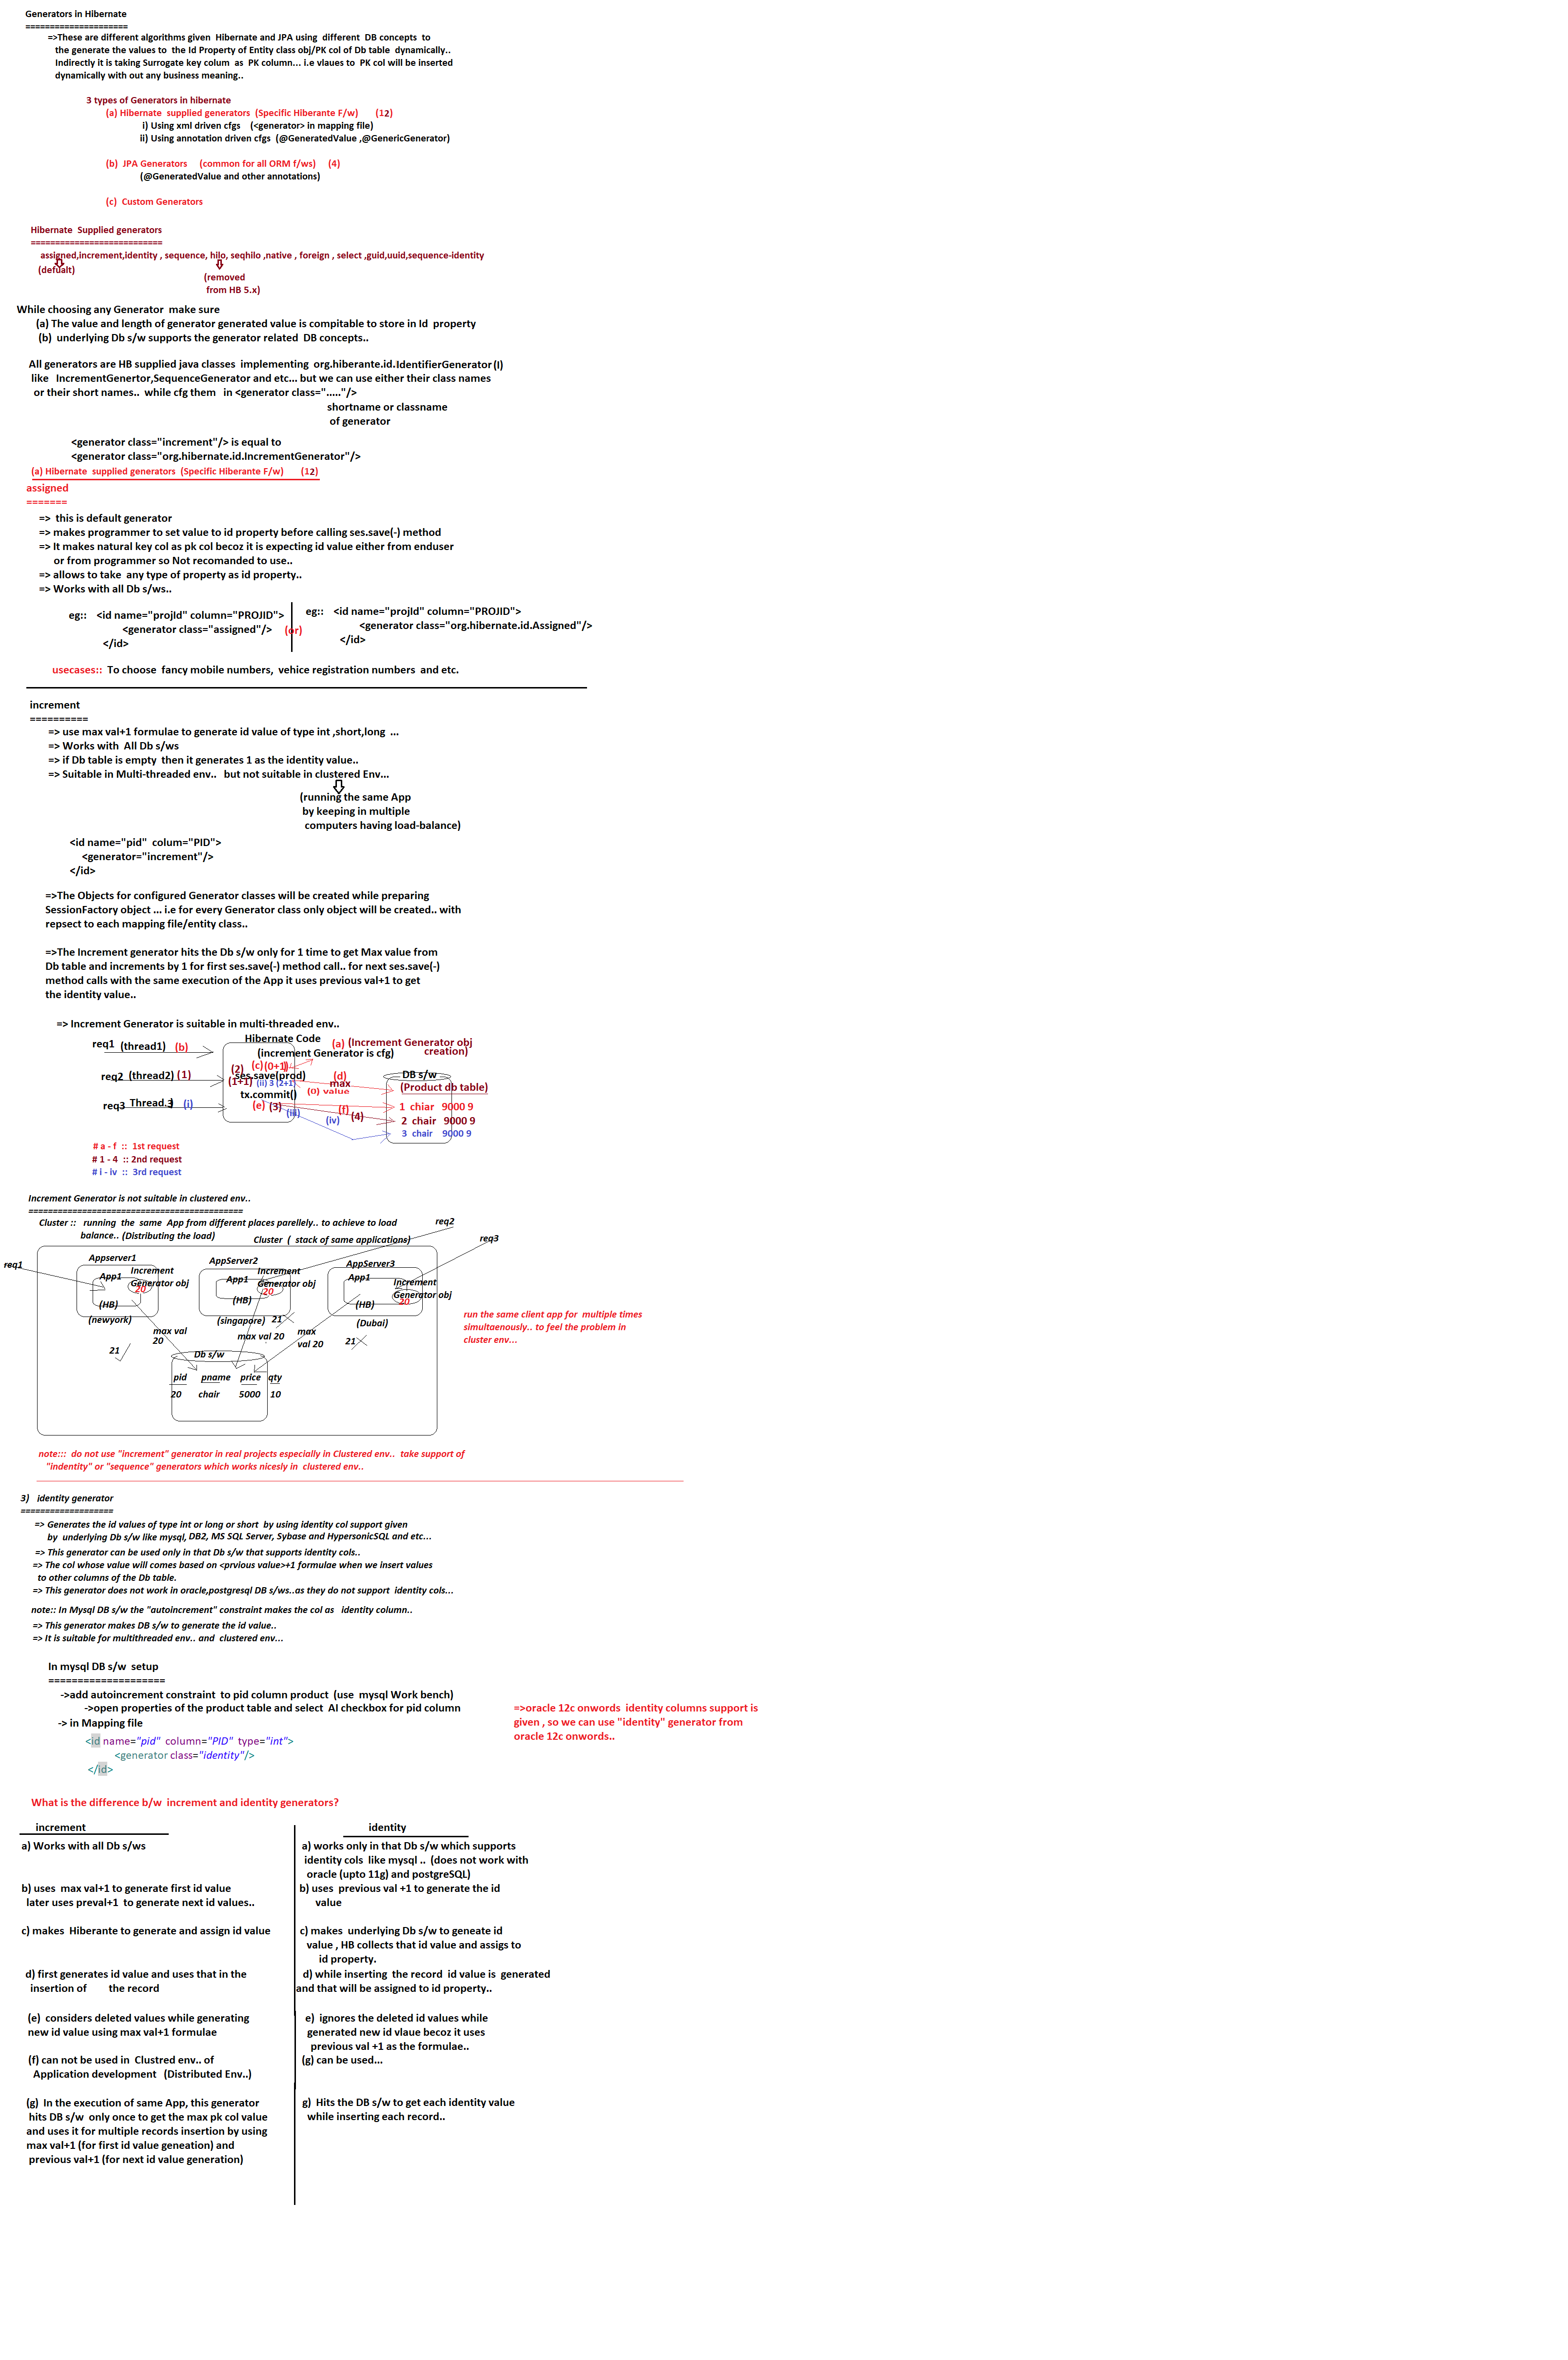 Generators in Hibernate
=====================
=>These are different algorithms given  Hibernate and JPA using  different  DB concepts  to
the generate the values to  the Id Property of Entity class obj/PK col of Db table  dynamically..
Indirectly it is taking Surrogate key colum  as  PK column... i.e vlaues to  PK col will be inserted
dynamically with out any business meaning..
3 types of Generators in hibernate
(a) Hibernate  supplied generators  (Specific Hiberante F/w)       (12)
i) Using xml driven cfgs    (<generator> in mapping file)
ii) Using annotation driven cfgs  (@GeneratedValue ,@GenericGenerator)
(b)  JPA Generators     (common for all ORM f/ws)     (4)
(@GeneratedValue and other annotations)
(c)  Custom Generators
Hibernate  Supplied generators
===========================
assigned,increment,identity , sequence, hilo, seqhilo ,native , foreign , select ,guid,uuid,sequence-identity
(defualt)
(removed
from HB 5.x)
While choosing any Generator  make sure
(a) The value and length of generator generated value is compitable to store in Id  property
(b)  underlying Db s/w supports the generator related  DB concepts..
All generators are HB supplied java classes  implementing  org.hiberante.id.IdentifierGenerator(I)
like   IncrementGenertor,SequenceGenerator and etc... but we can use either their class names
or their short names..  while cfg them   in <generator class="....."/>
shortname or classname
of generator
<generator class="increment"/> is equal to
<generator class="org.hibernate.id.IncrementGenerator"/>
(a) Hibernate  supplied generators  (Specific Hiberante F/w)       (12)
assigned
=======
=>  this is default generator
=> makes programmer to set value to id property before calling ses.save(-) method
=> It makes natural key col as pk col becoz it is expecting id value either from enduser
or from programmer so Not recomanded to use..
=> allows to take  any type of property as id property..
=> Works with all Db s/ws..
eg::   <id name="projId" column="PROJID">
<generator class="assigned"/>
</id>
(or)
eg::   <id name="projId" column="PROJID">
<generator class="org.hibernate.id.Assigned"/>
</id>
usecases::  To choose  fancy mobile numbers,  vehice registration numbers  and etc.
increment
==========
=> use max val+1 formulae to generate id value of type int ,short,long  ...
=> Works with  All Db s/ws
=> if Db table is empty  then it generates 1 as the identity value..
=> Suitable in Multi-threaded env..   but not suitable in clustered Env...
(running the same App
by keeping in multiple
computers having load-balance)
<id name="pid"  colum="PID">
<generator="increment"/>
</id>
=>The Objects for configured Generator classes will be created while preparing
SessionFactory object ... i.e for every Generator class only object will be created.. with
repsect to each mapping file/entity class..
=>The Increment generator hits the Db s/w only for 1 time to get Max value from
Db table and increments by 1 for first ses.save(-) method call.. for next ses.save(-)
method calls with the same execution of the App it uses previous val+1 to get
the identity value..
=> Increment Generator is suitable in multi-threaded env..
Hibernate Code
(increment Generator is cfg)
(a) (Increment Generator obj
creation)
req1  (thread1)  (b)
(c)(0+1)
(2)
ses.save(prod)
req2  (thread2) (1)
(1+1)  (ii) 3 (2+1)
(d)
max
(0) value
DB s/w
(Product db table)
tx.commit()
req3  Thread.3  (i)
(e)  (3)
(iii)
(f)
(iv)  (4)
1  chiar   9000 9
2  chair   9000 9
3  chair    9000 9
# a - f  ::  1st request
# 1 - 4  :: 2nd request
# i - iv  ::  3rd request
Increment Generator is not suitable in clustered env..
============================================
Cluster ::   running  the  same  App from different places parellely.. to achieve to load
balance.. (Distributing the load)
Cluster (  stack of same applications)
req2
req3
req1
Appserver1
App1
Increment
Generator obj
20
(HB)
(newyork)
AppServer2
App1
Increment
Generator obj
20
(HB)
(singapore)
AppServer3
App1
Increment
Generator obj
20
(HB)
(Dubai)
max val
20
21
21
max val 20
max
val 20
21
Db s/w
pid    pname   price   qty
20    chair    5000   10
run the same client app for  multiple times
simultaenously.. to feel the problem in
cluster env...
note:::  do not use "increment" generator in real projects especially in Clustered env..  take support of
"indentity" or "sequence" generators which works nicesly in  clustered env..
3)   identity generator
===================
=>  Generates the id values of type int or long or short  by using identity col support given
by  underlying Db s/w like mysql, DB2, MS SQL Server, Sybase and HypersonicSQL and etc...
=> This generator can be used only in that Db s/w that supports identity cols..
=> The col whose value will comes based on <prvious value>+1 formulae when we insert values
to other columns of the Db table.
=> This generator does not work in oracle,postgresql DB s/ws..as they do not support  identity cols...
note:: In Mysql DB s/w the "autoincrement" constraint makes the col as   identity column..
=> This generator makes DB s/w to generate the id value..
=> It is suitable for multithreaded env.. and  clustered env...
In mysql DB s/w  setup
====================
->add autoincrement constraint  to pid column product  (use  mysql Work bench)
->open properties of the product table and select  AI checkbox for pid column
-> in Mapping file
<id name="pid"  column="PID"  type="int">
<generator class="identity"/>
</id>
=>oracle 12c onwords  identity columns support is
given , so we can use "identity" generator from
oracle 12c onwords..
What is the difference b/w  increment and identity generators?
increment
identity
a) Works with all Db s/ws
a) works only in that Db s/w which supports
identity cols  like mysql ..  (does not work with
oracle (upto 11g) and postgreSQL)
b) uses  max val+1 to generate first id value
later uses preval+1  to generate next id values..
b) uses  previous val +1 to generate the id
value
c) makes  Hiberante to generate and assign id value
c) makes  underlying Db s/w to geneate id
value , HB collects that id value and assigs to
id property.
d) first generates id value and uses that in the
insertion of        the record
d) while inserting  the record  id value is  generated
and that will be assigned to id property..
(e)  considers deleted values while generating
new id value using max val+1 formulae
e)  ignores the deleted id values while
generated new id vlaue becoz it uses
previous val +1 as the formulae..
(f) can not be used in  Clustred env.. of
Application development   (Distributed Env..)
(g) can be used...
(g)  In the execution of same App, this generator
hits DB s/w  only once to get the max pk col value
and uses it for multiple records insertion by using
max val+1 (for first id value geneation) and
previous val+1 (for next id value generation)
g)  Hits the DB s/w to get each identity value
while inserting each record..